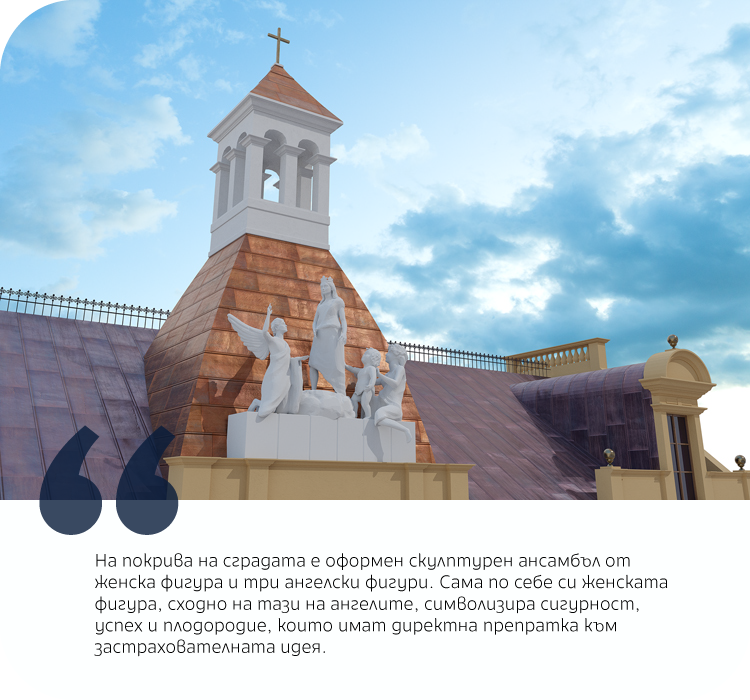 На покрива на сградата е оформен скулптурен ансамбъл от
женска фигура и три ангелски фигури. Сама по себе си женската
фигура, сходно на тази на ангелите, символизира сигурност,
успех и плодородие, които имат директна препратка към
застрахователната идея.